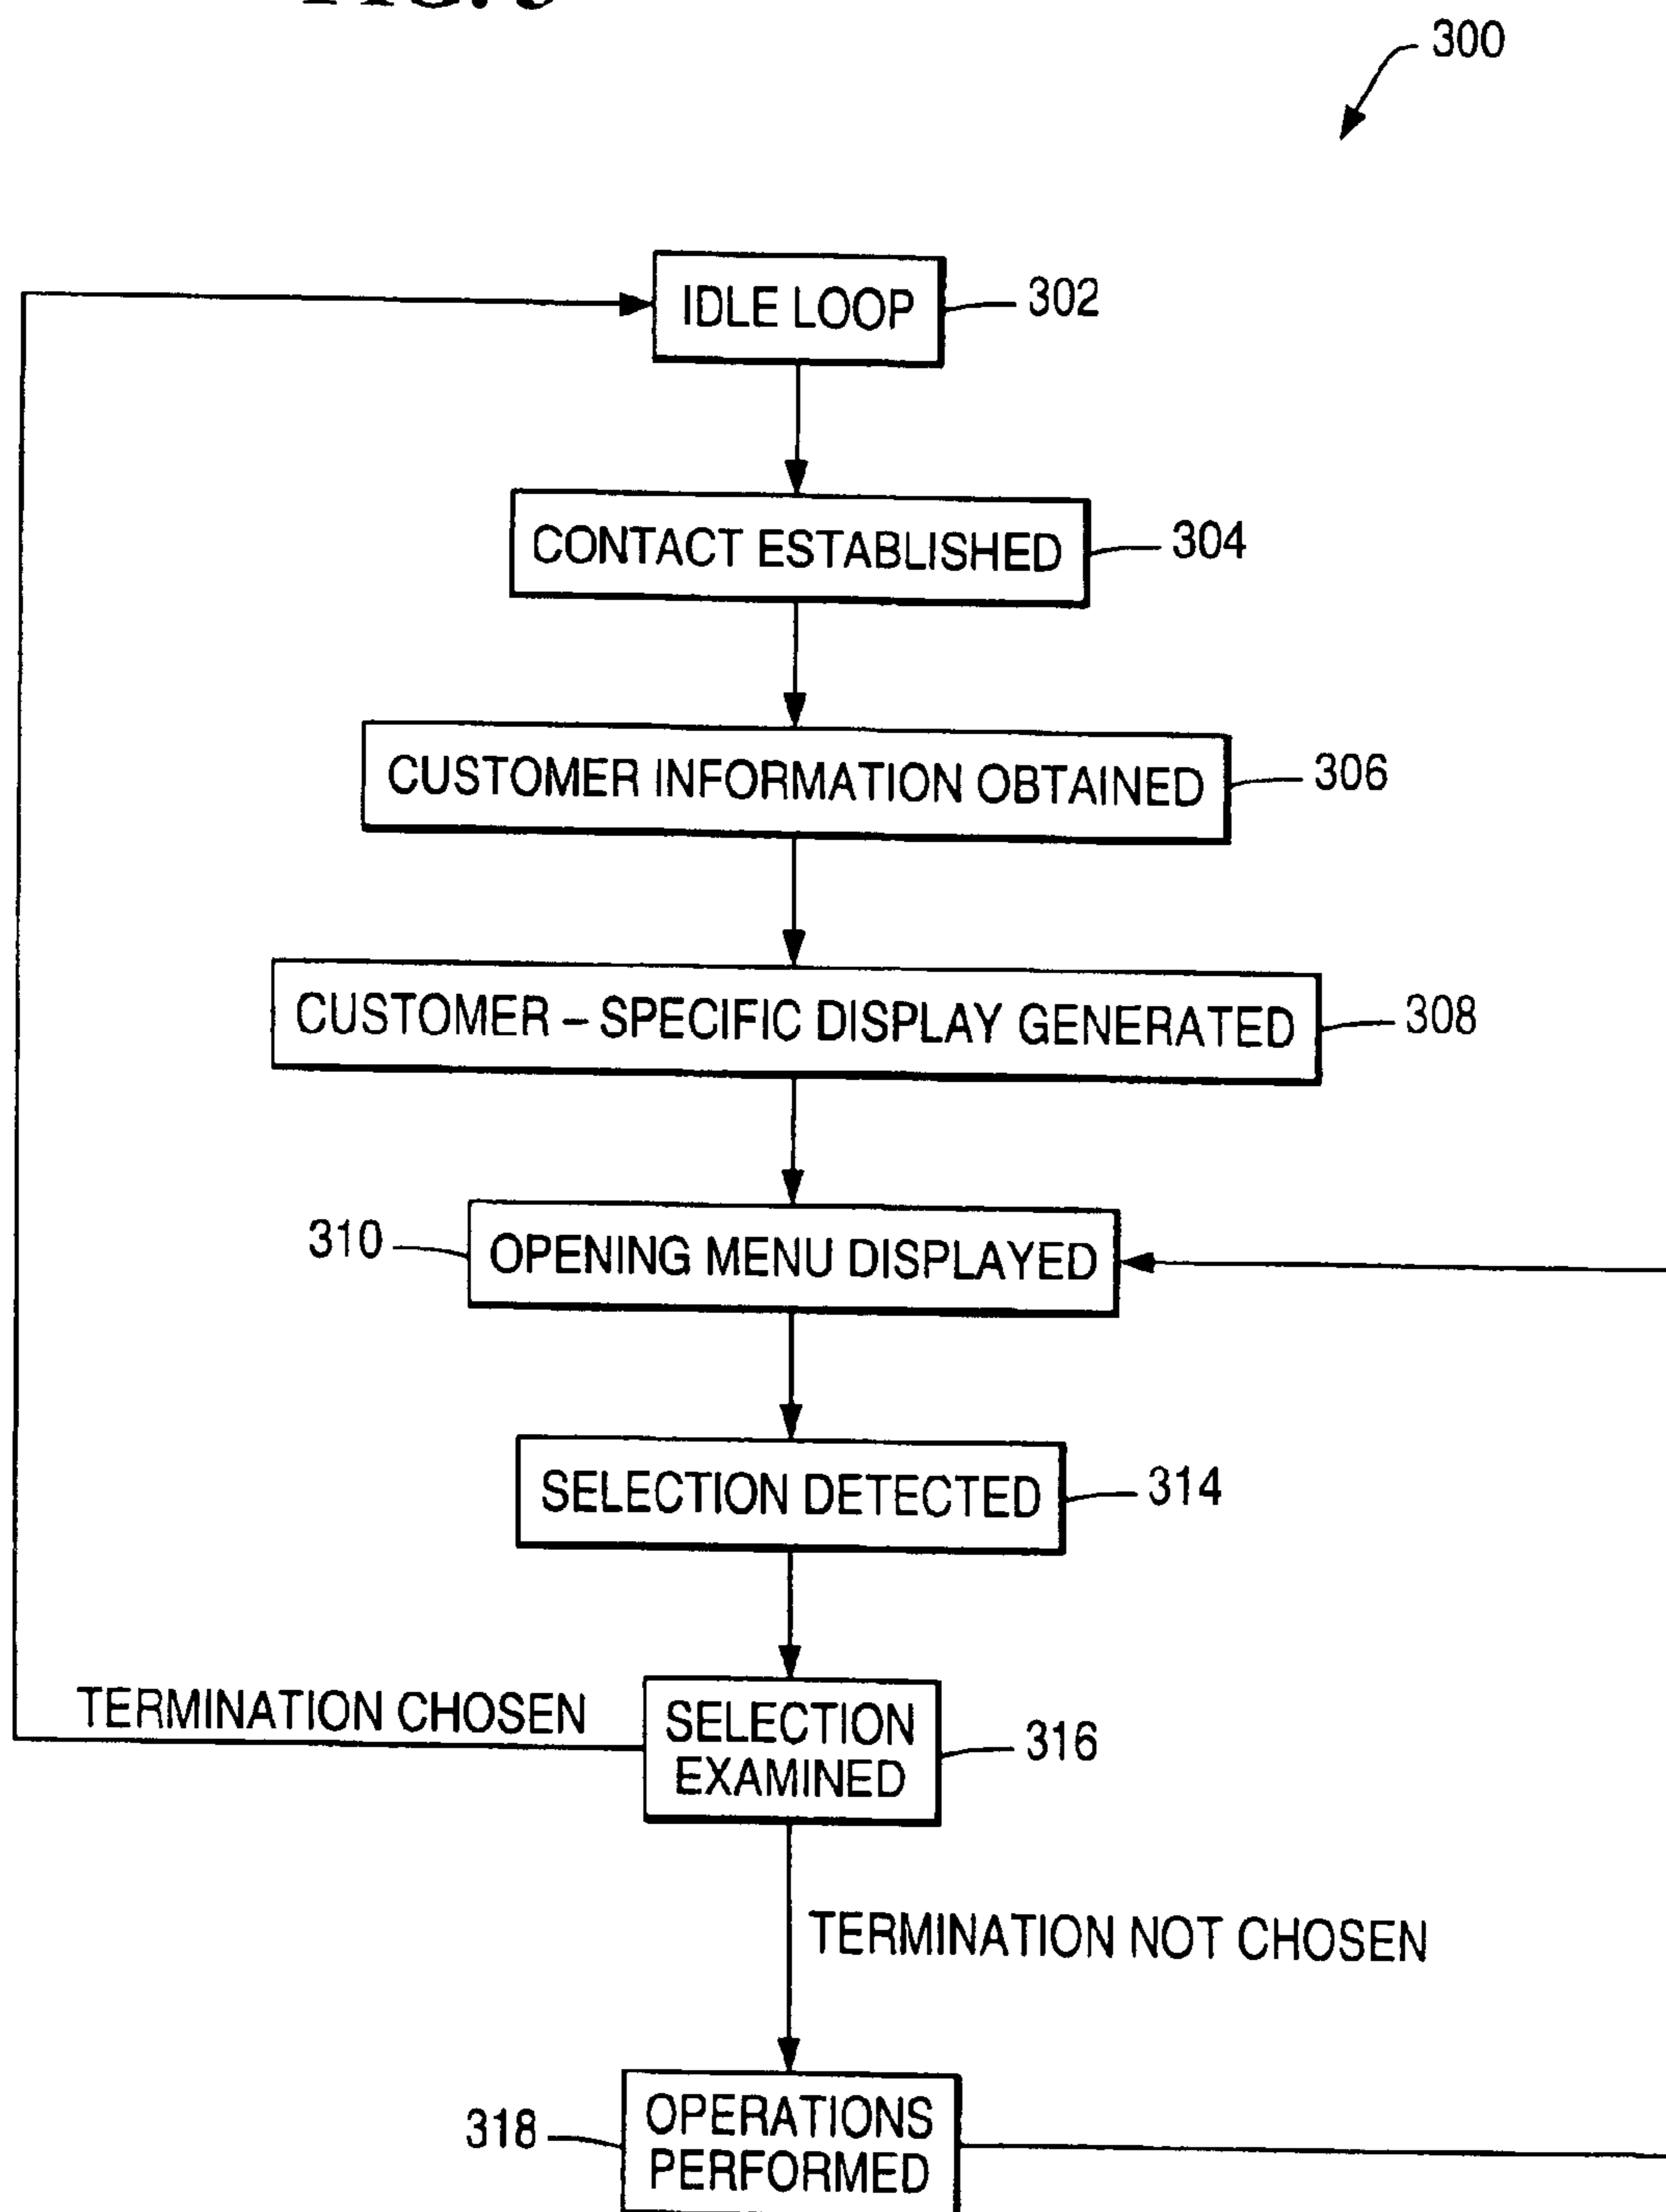 300
IDLE LOOP
302
CONTACT ESTABLISHED
304
CUSTOMER INFORMATION OBTAINED
306
CUSTOMER – SPECIFIC DISPLAY GENERATED
308
310
OPENING MENU DISPLAYED
SELECTION DETECTED
314
TERMINATION CHOSEN
SELECTION
EXAMINED
316
TERMINATION NOT CHOSEN
318
OPERATIONS
PERFORMED